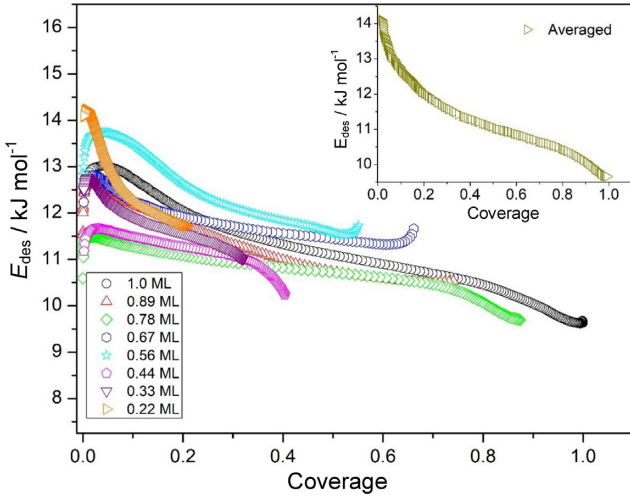 16
15
14
13
12
11
10
9
8
E_des / kJ mol⁻¹
0.0 0.2 0.4 0.6 0.8 1.0
Coverage
1.0 ML
0.89 ML
0.78 ML
0.67 ML
0.56 ML
0.44 ML
0.33 ML
0.22 ML
14
13
12
11
10
E_des / kJ mol⁻¹
0.0 0.2 0.4 0.6 0.8 1.0
Coverage
Averaged